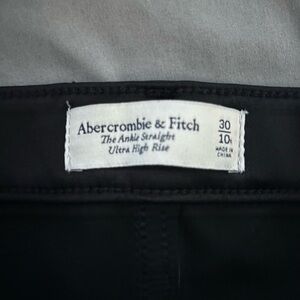 Abercrombie & Fitch
The Ankle Straight
Ultra High Rise
30
10
MADE IN
CHINA